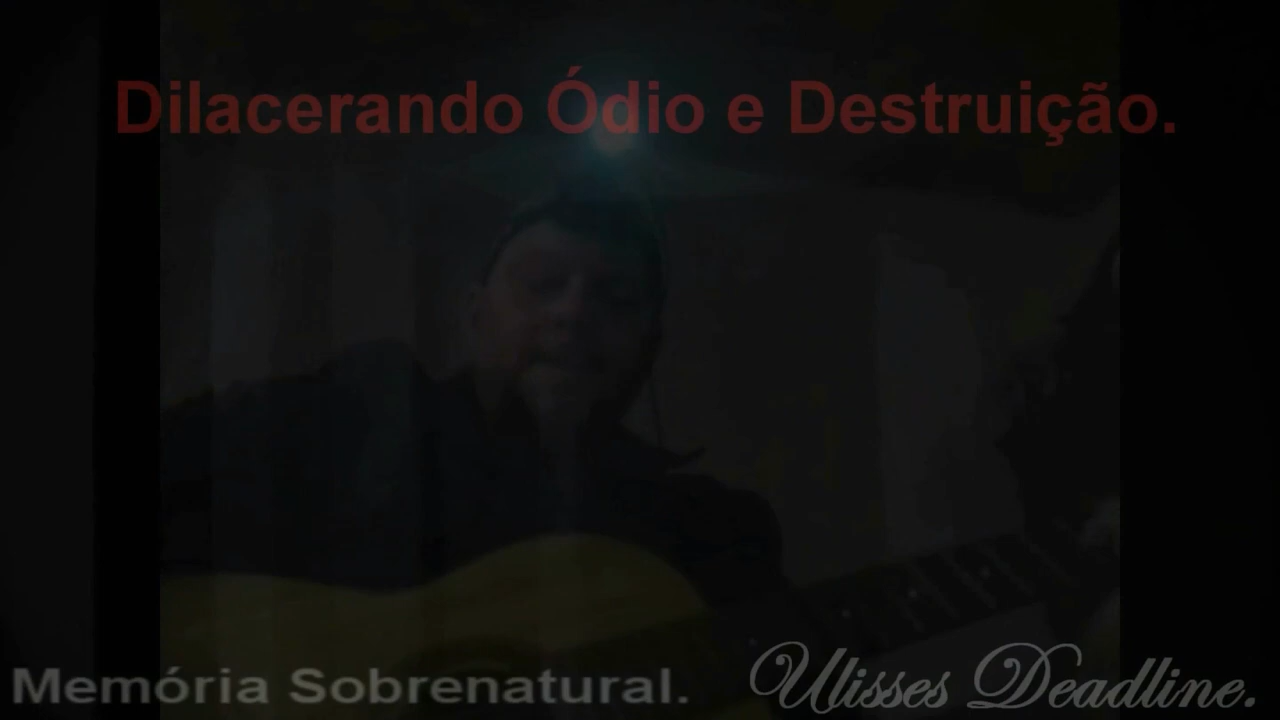 Dilacerando Ódio e Destruição.
Memória Sobrenatural.
Ulisses Deadline.